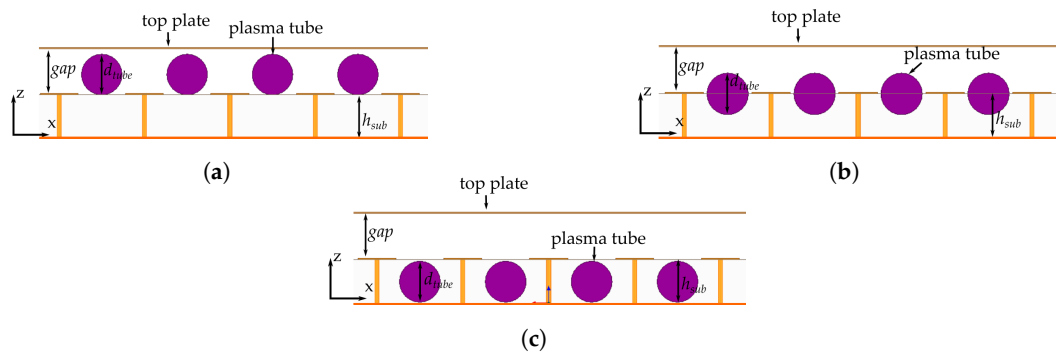 top plate
plasma tube
gap
d_tube
z
x
h_sub
(a)
top plate
plasma tube
gap
d_tube
z
x
h_sub
(b)
top plate
plasma tube
gap
z
d_tube
h_sub
x
(c)